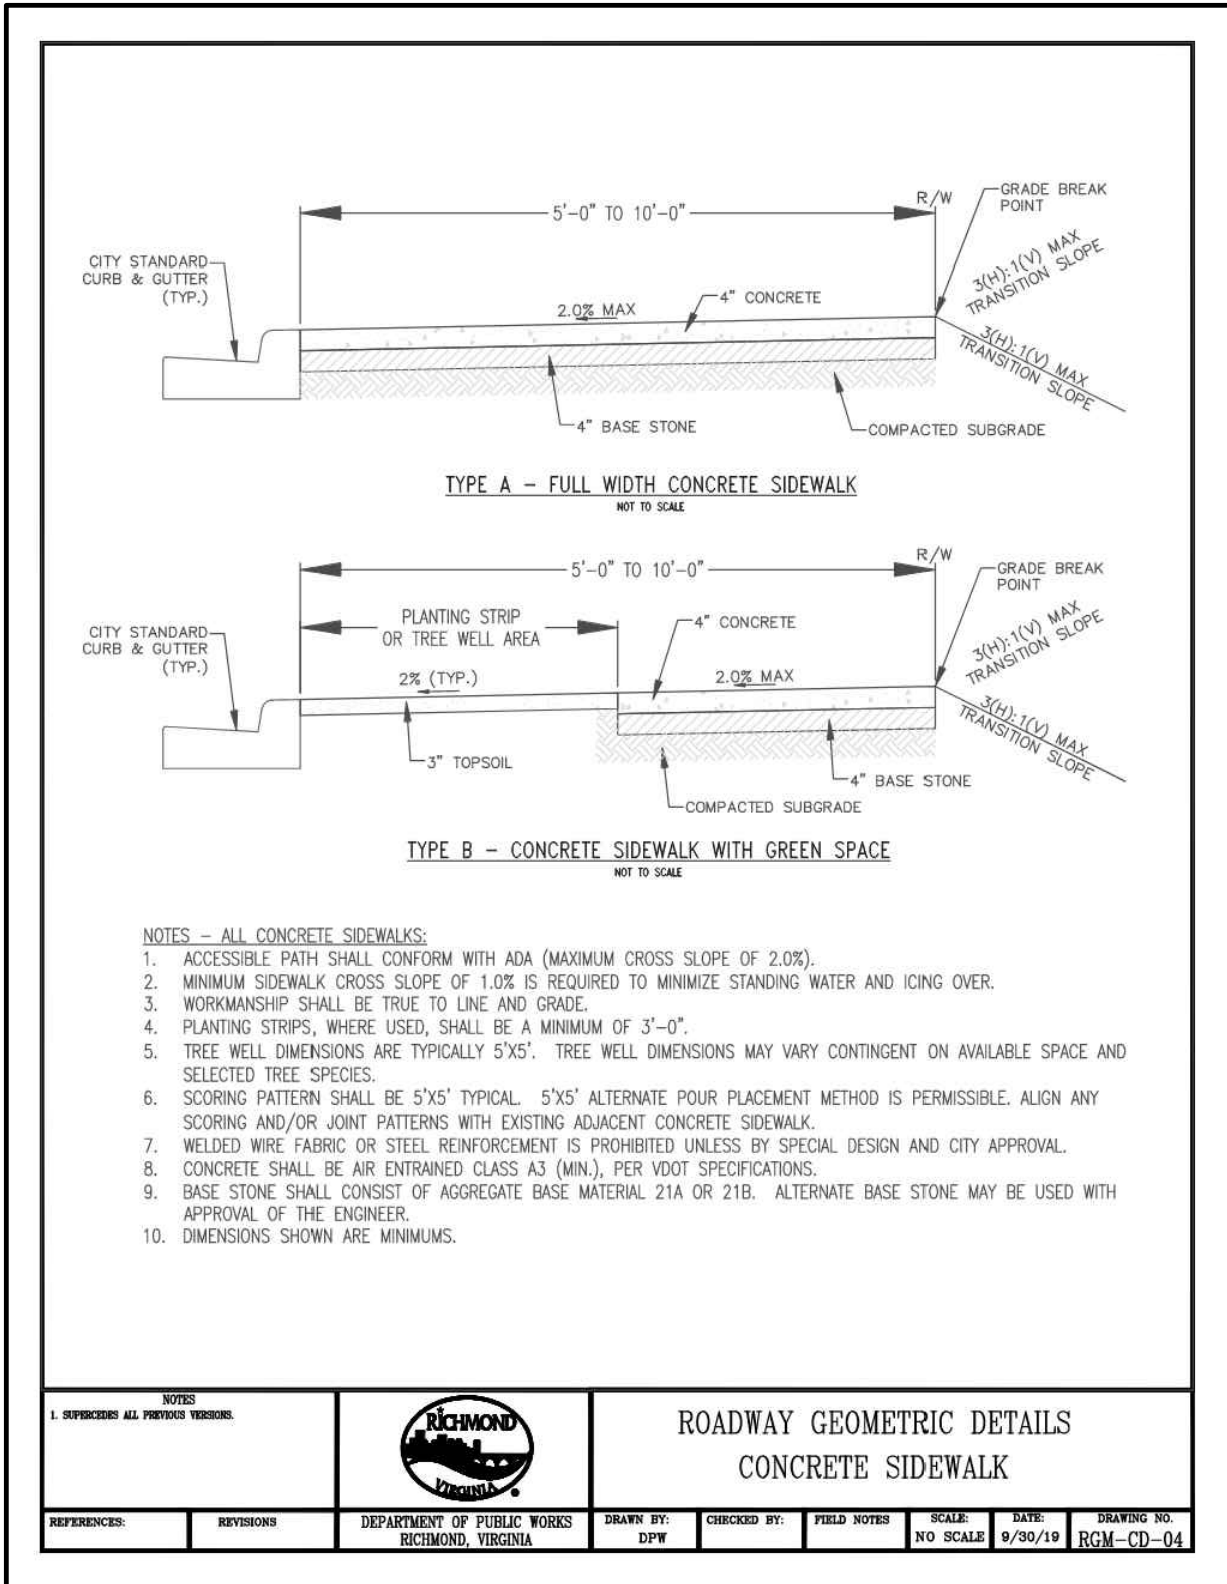 R/W
GRADE BREAK
POINT
5'-0" TO 10'-0"
CITY STANDARD
CURB & GUTTER
(TYP.)
3(H):1(V) MAX
TRANSITION SLOPE
4" CONCRETE
2.0% MAX
3(H):1(V) MAX
TRANSITION SLOPE
4" BASE STONE
COMPACTED SUBGRADE
TYPE A - FULL WIDTH CONCRETE SIDEWALK
NOT TO SCALE
R/W
GRADE BREAK
POINT
5'-0" TO 10'-0"
PLANTING STRIP
OR TREE WELL AREA
CITY STANDARD
CURB & GUTTER
(TYP.)
4" CONCRETE
3(H):1(V) MAX
TRANSITION SLOPE
2% (TYP.)
2.0% MAX
3(H):1(V) MAX
TRANSITION SLOPE
3" TOPSOIL
4" BASE STONE
COMPACTED SUBGRADE
TYPE B - CONCRETE SIDEWALK WITH GREEN SPACE
NOT TO SCALE
NOTES - ALL CONCRETE SIDEWALKS:
1. ACCESSIBLE PATH SHALL CONFORM WITH ADA (MAXIMUM CROSS SLOPE OF 2.0%).
2. MINIMUM SIDEWALK CROSS SLOPE OF 1.0% IS REQUIRED TO MINIMIZE STANDING WATER AND ICING OVER.
3. WORKMANSHIP SHALL BE TRUE TO LINE AND GRADE.
4. PLANTING STRIPS, WHERE USED, SHALL BE A MINIMUM OF 3'-0".
5. TREE WELL DIMENSIONS ARE TYPICALLY 5'X5'. TREE WELL DIMENSIONS MAY VARY CONTINGENT ON AVAILABLE SPACE AND
SELECTED TREE SPECIES.
6. SCORING PATTERN SHALL BE 5'X5' TYPICAL. 5'X5' ALTERNATE POUR PLACEMENT METHOD IS PERMISSIBLE. ALIGN ANY
SCORING AND/OR JOINT PATTERNS WITH EXISTING ADJACENT CONCRETE SIDEWALK.
7. WELDED WIRE FABRIC OR STEEL REINFORCEMENT IS PROHIBITED UNLESS BY SPECIAL DESIGN AND CITY APPROVAL.
8. CONCRETE SHALL BE AIR ENTRAINED CLASS A3 (MIN.), PER VDOT SPECIFICATIONS.
9. BASE STONE SHALL CONSIST OF AGGREGATE BASE MATERIAL 21A OR 21B. ALTERNATE BASE STONE MAY BE USED WITH
APPROVAL OF THE ENGINEER.
10. DIMENSIONS SHOWN ARE MINIMUMS.
NOTES
1. SUPERCEDES ALL PREVIOUS VERSIONS.
RICHMOND
VIRGINIA
ROADWAY GEOMETRIC DETAILS
CONCRETE SIDEWALK
REFERENCES:
REVISIONS
DEPARTMENT OF PUBLIC WORKS
RICHMOND, VIRGINIA
DRAWN BY:
DPW
CHECKED BY:
FIELD NOTES
SCALE:
NO SCALE
DATE:
9/30/19
DRAWING NO.
RGM-CD-04